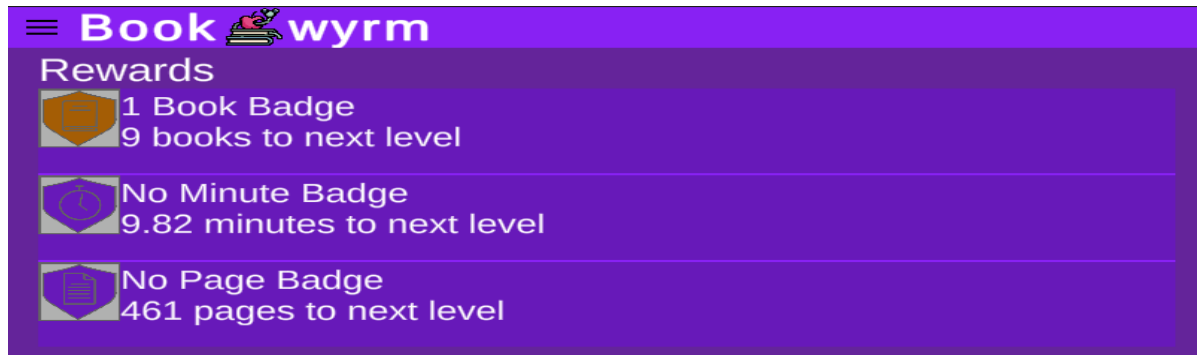 Book wyrm
Rewards
1 Book Badge
9 books to next level
No Minute Badge
9.82 minutes to next level
No Page Badge
461 pages to next level